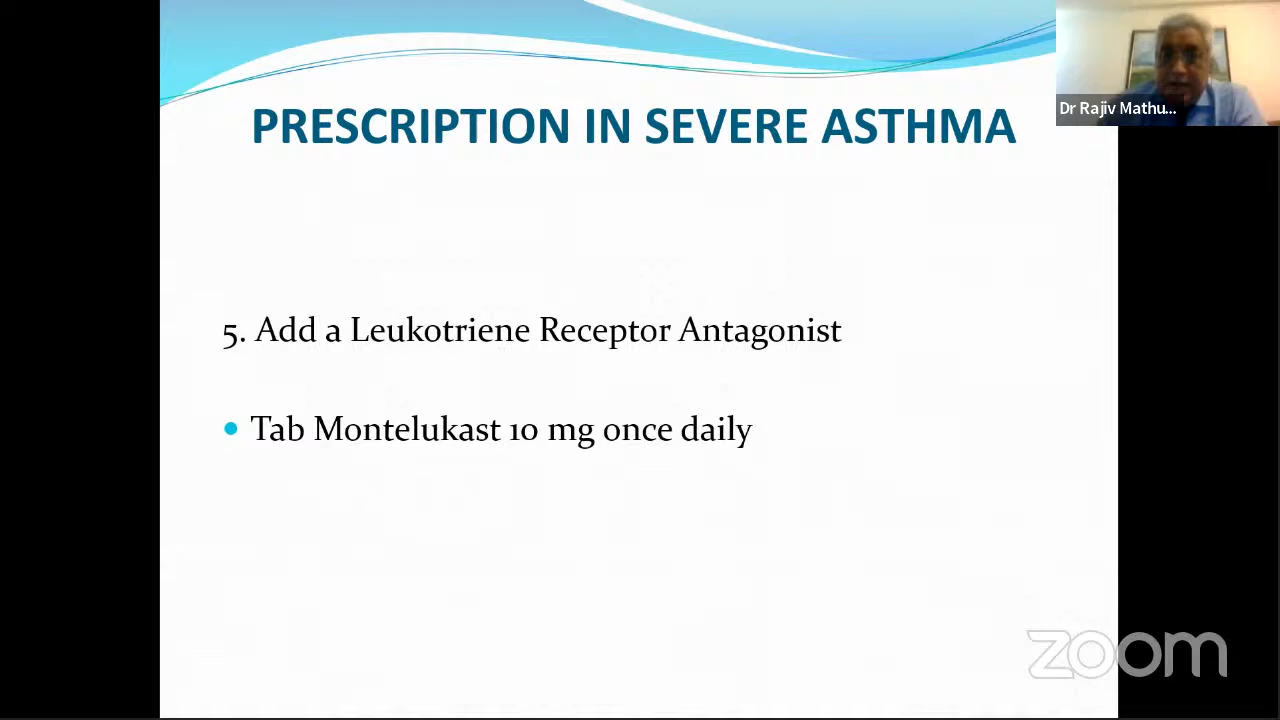 PRESCRIPTION IN SEVERE ASTHMA
Dr Rajiv Mathu...
5. Add a Leukotriene Receptor Antagonist
• Tab Montelukast 10 mg once daily
zoom